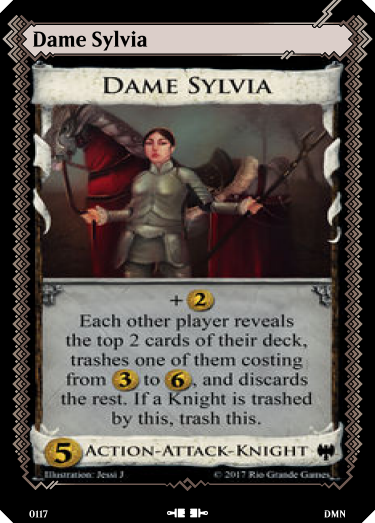 Dame Sylvia
DAME SYLVIA
+ 2
Each other player reveals
the top 2 cards of their deck,
trashes one of them costing
from 3 to 6, and discards
the rest. If a Knight is trashed
by this, trash this.
5 ACTION-ATTACK-KNIGHT
Illustration: Jessi J © 2017 Rio Grande Games
0117 DMN